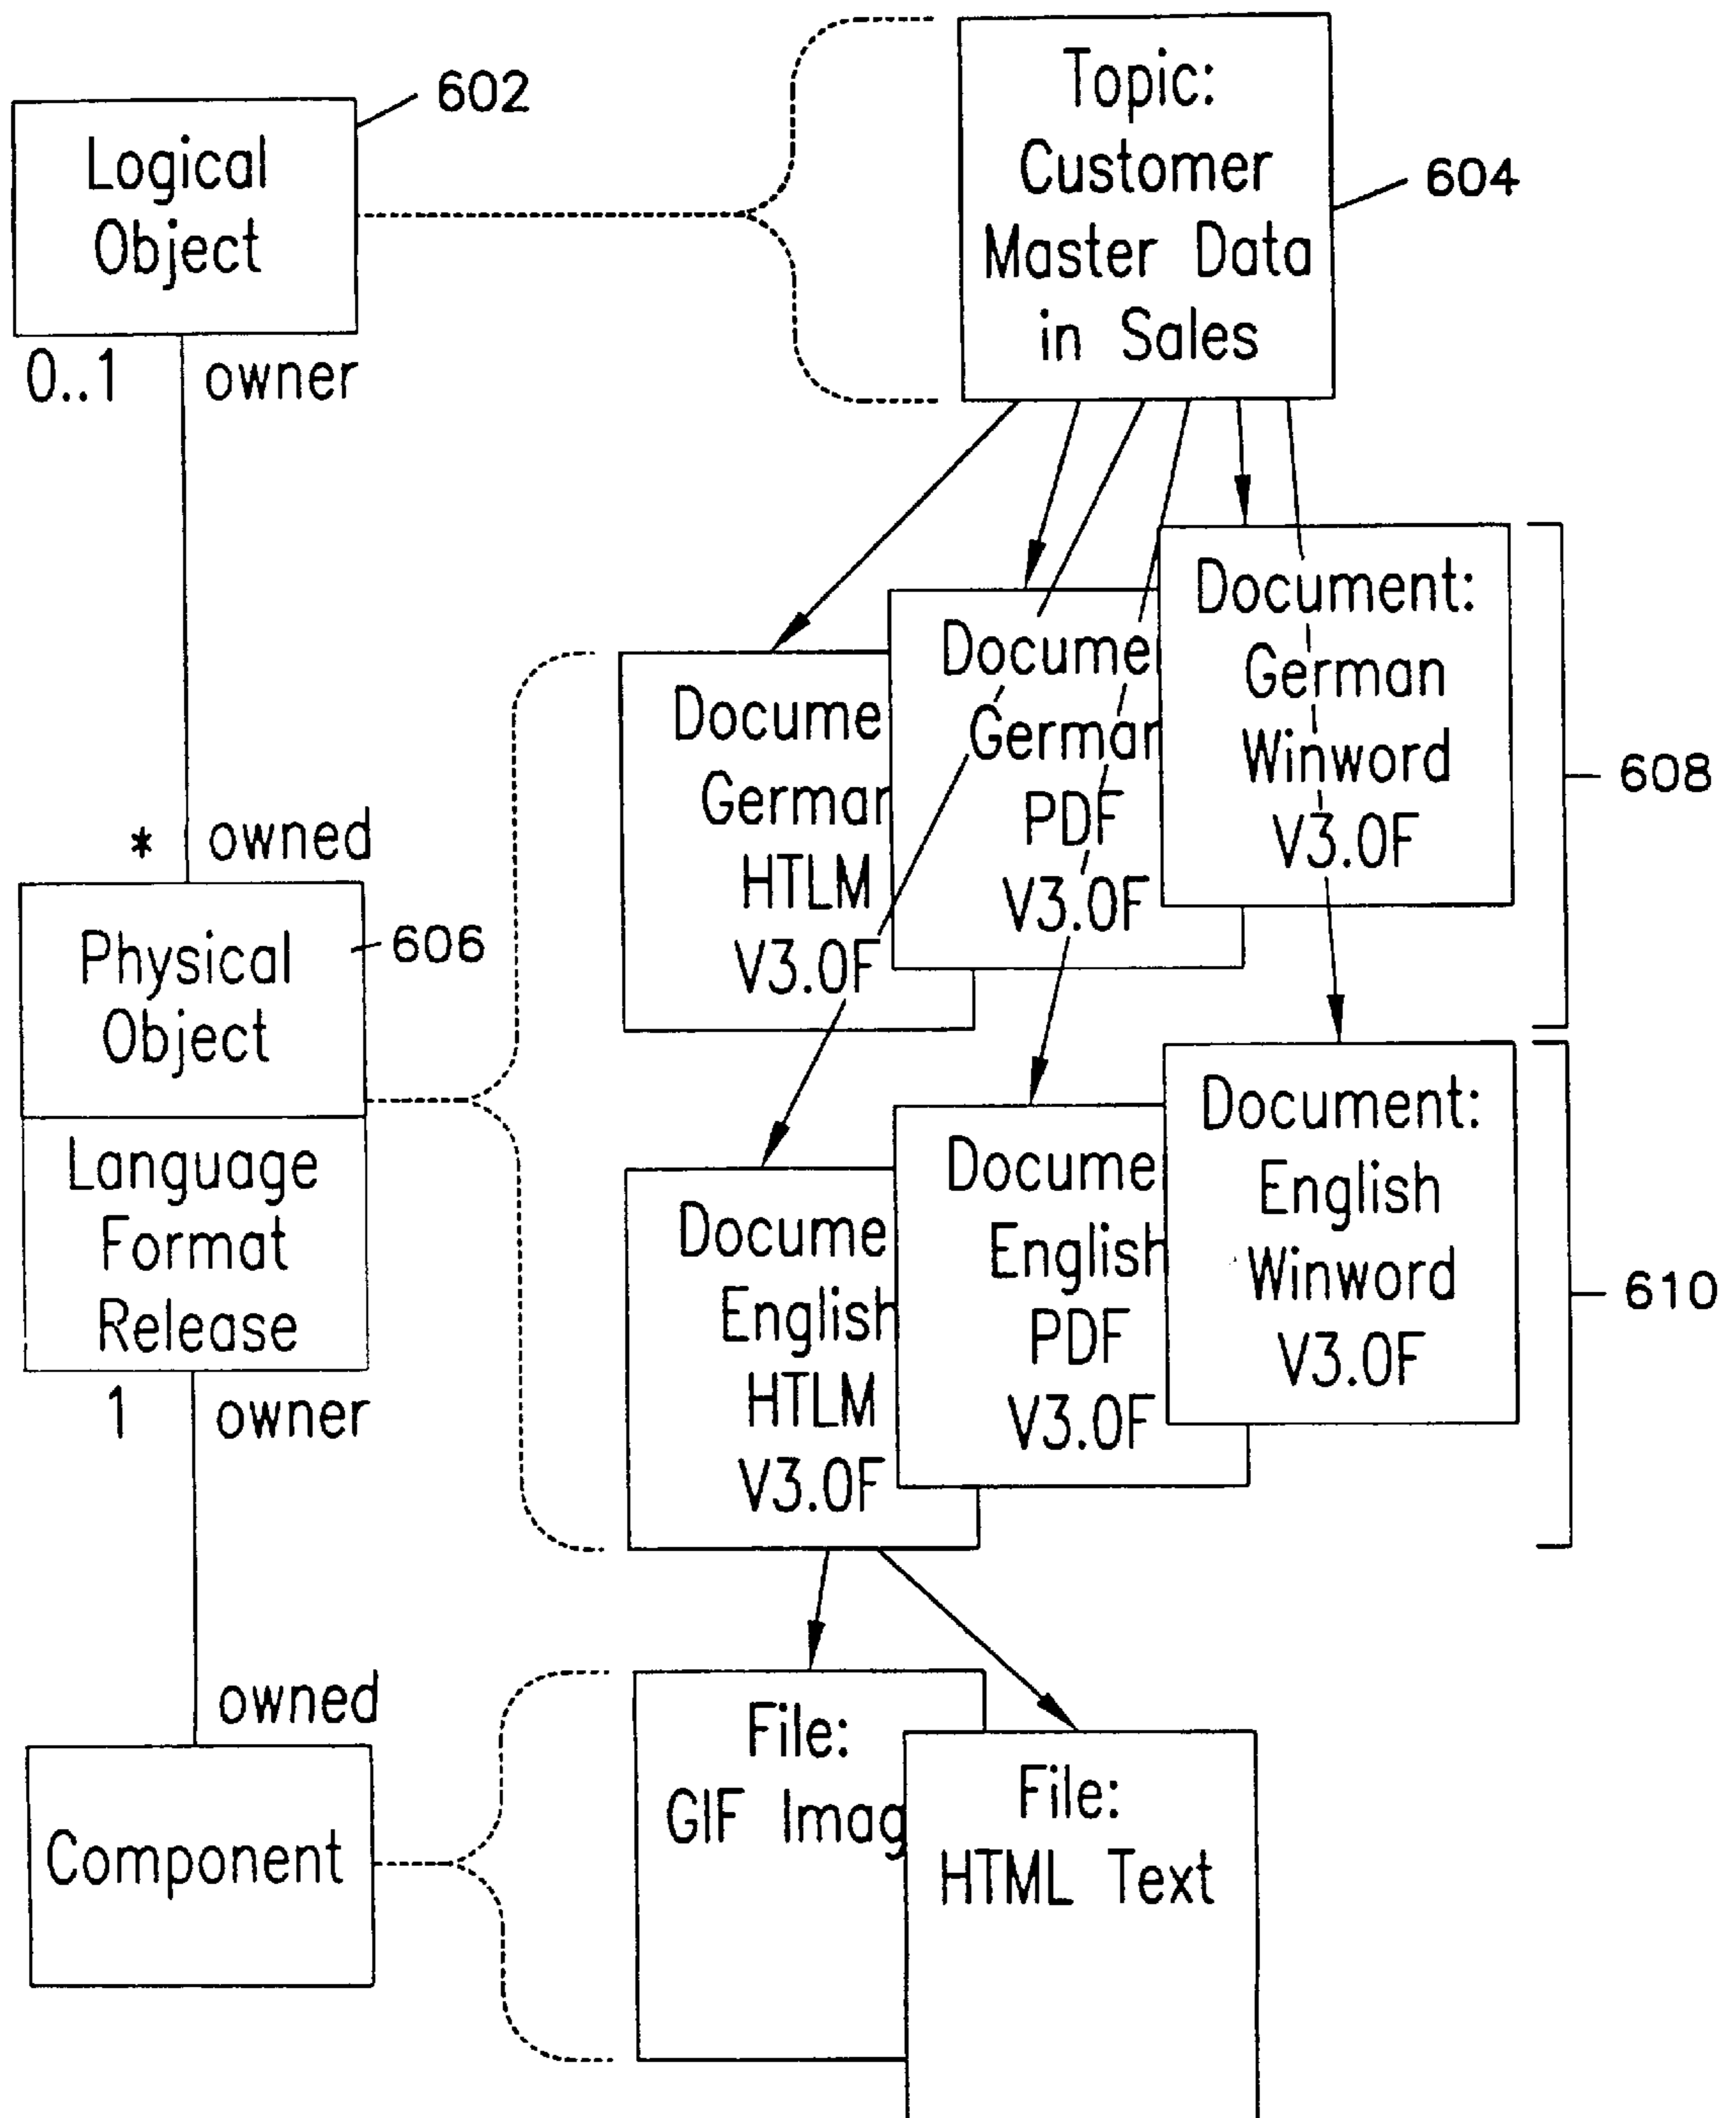 602
Logical
Object
0..1 owner
Topic:
Customer
Master Data
in Sales
604
* owned
Physical
Object
606
Language
Format
Release
1 owner
Docume
German
HTLM
V3.0F
Docume
German
PDF
V3.0F
Document:
German
Winword
V3.0F
608
Docume
English
HTLM
V3.0F
Docume
English
PDF
V3.0F
Document:
English
Winword
V3.0F
610
owned
Component
File:
GIF Imag
File:
HTML Text